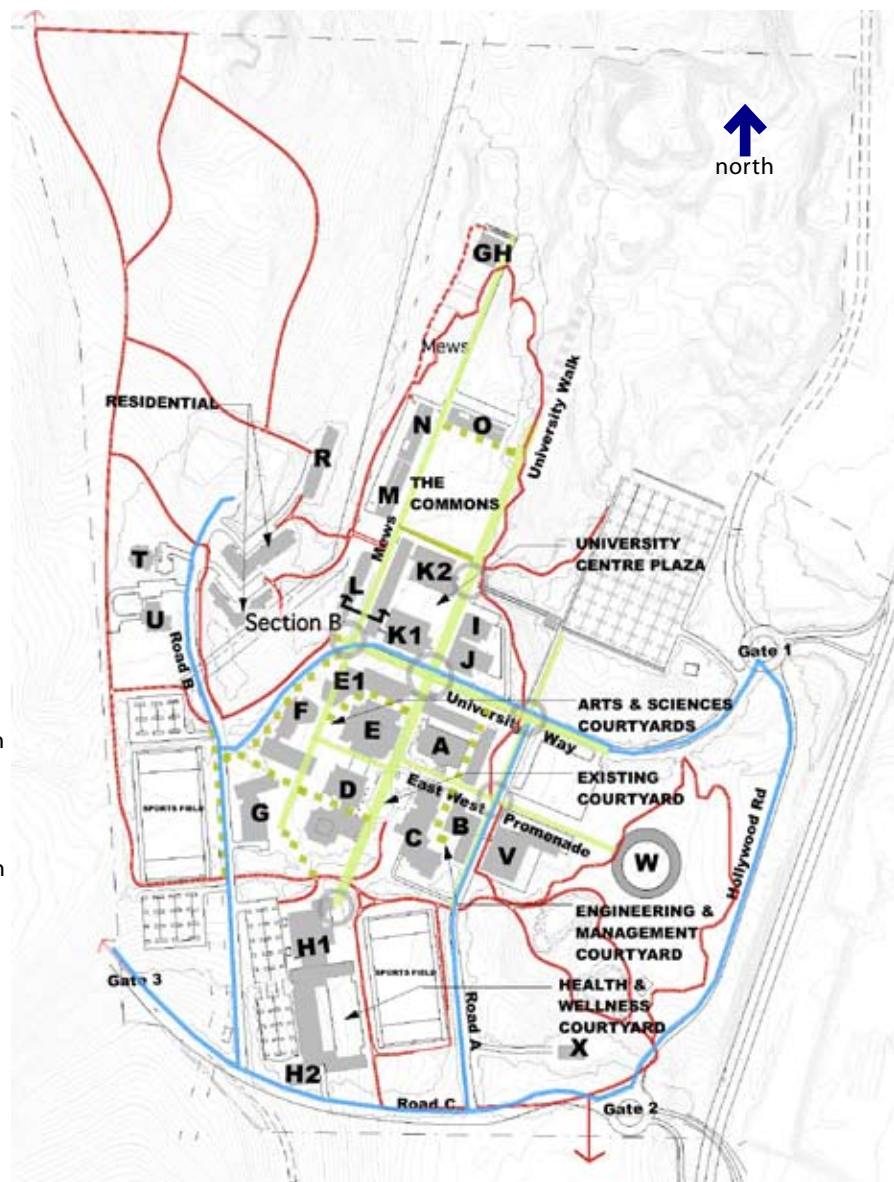 north
GH
Mews
University Walk
RESIDENTIAL
N
O
R
M
THE
COMMONS
Mews
UNIVERSITY
CENTRE PLAZA
T
K2
L
U
Section B
K1
I
J
Road B
Gate 1
E1
F
E
A
University Way
ARTS & SCIENCES
COURTYARDS
EXISTING
COURTYARD
n
SPORTS FIELD
G
D
East West Promenade
C
B
V
W
Hollywood Rd
n
H1
SPORTS FIELD
ENGINEERING &
MANAGEMENT
COURTYARD
Gate 3
HEALTH &
WELLNESS
COURTYARD
Road A
X
H2
Road C
Gate 2